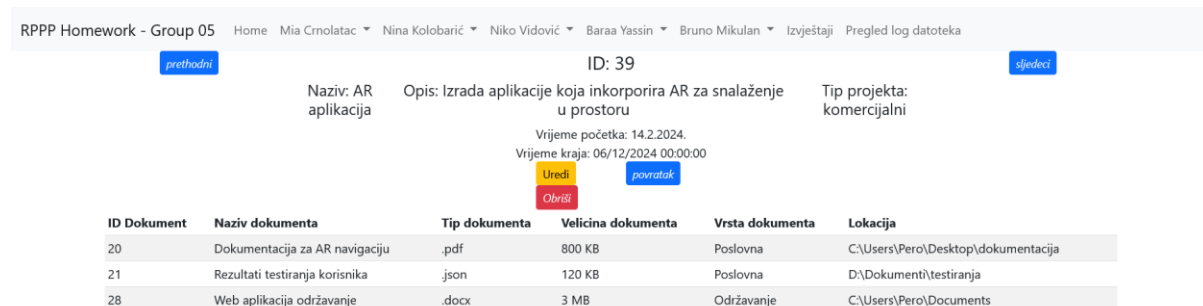 RPPP Homework - Group 05 Home Mia Crnolatac Nina Kolobarić Niko Vidović Baraa Yassin Bruno Mikulan Izvještaji Pregled log datoteka
prethodni ID: 39 sljedeci
Naziv: AR Opis: Izrada aplikacije koja inkorporira AR za snalaženje Tip projekta:
aplikacija u prostoru komercijalni
Vrijeme početka: 14.2.2024.
Vrijeme kraja: 06/12/2024 00:00:00
Uredi povratak
Obriši
ID Dokument Naziv dokumenta Tip dokumenta Velicina dokumenta Vrsta dokumenta Lokacija
20 Dokumentacija za AR navigaciju .pdf 800 KB Poslovna C:\Users\Pero\Desktop\dokumentacija
21 Rezultati testiranja korisnika .json 120 KB Poslovna D:\Dokumenti\testiranja
28 Web aplikacija održavanje .docx 3 MB Održavanje C:\Users\Pero\Documents